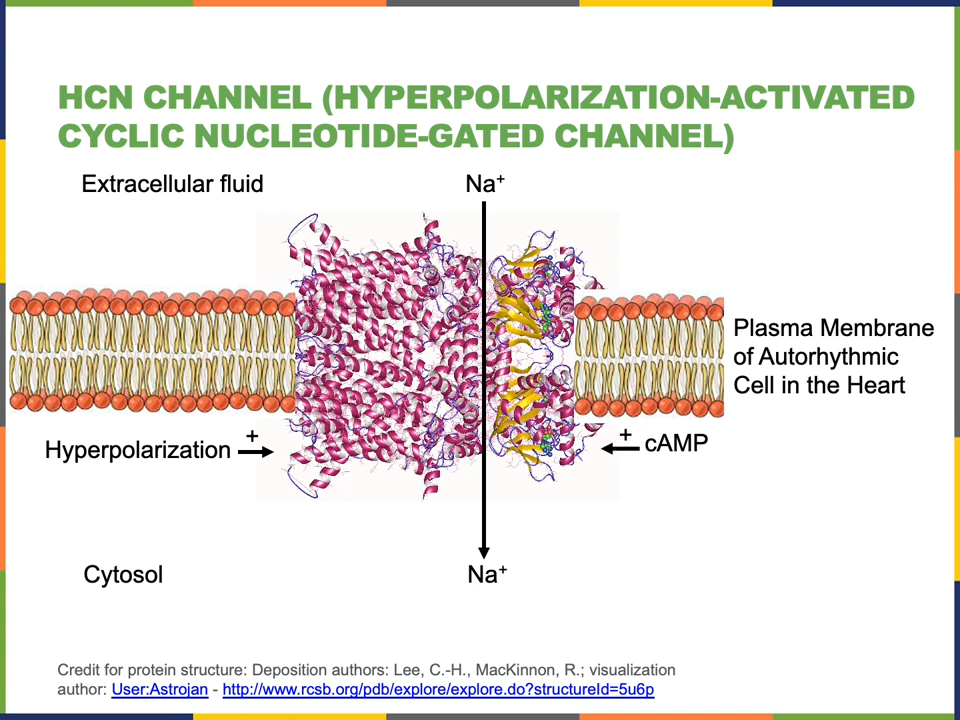 HCN CHANNEL (HYPERPOLARIZATION-ACTIVATED
CYCLIC NUCLEOTIDE-GATED CHANNEL)
Extracellular fluid
Na⁺
Plasma Membrane
of Autorhythmic
Cell in the Heart
Hyperpolarization
+
+
cAMP
Cytosol
Na⁺
Credit for protein structure: Deposition authors: Lee, C.-H., MacKinnon, R.; visualization
author: User:Astrojan - http://www.rcsb.org/pdb/explore/explore.do?structureId=5u6p